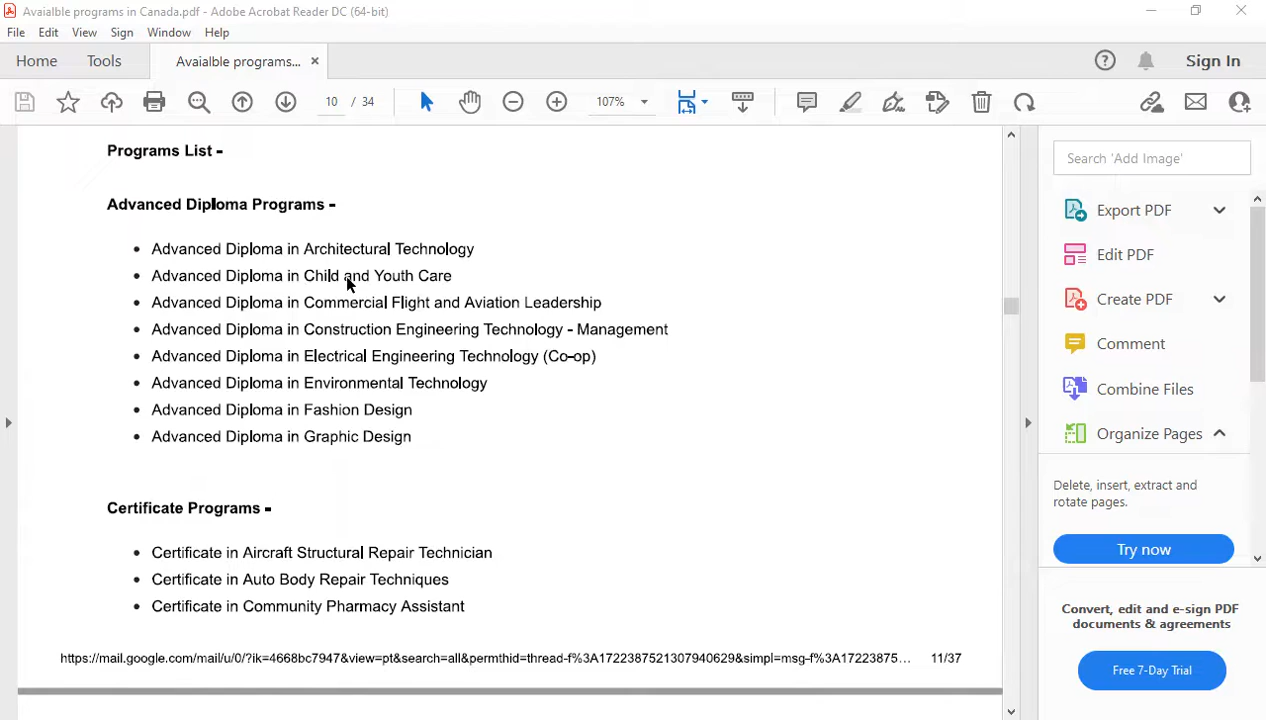 Avaialble programs in Canada.pdf - Adobe Acrobat Reader DC (64-bit)
File Edit View Sign Window Help
Home Tools Avaialble programs... × Sign In
10 / 34 107%
Programs List -
Advanced Diploma Programs -
• Advanced Diploma in Architectural Technology
• Advanced Diploma in Child and Youth Care
• Advanced Diploma in Commercial Flight and Aviation Leadership
• Advanced Diploma in Construction Engineering Technology - Management
• Advanced Diploma in Electrical Engineering Technology (Co-op)
• Advanced Diploma in Environmental Technology
• Advanced Diploma in Fashion Design
• Advanced Diploma in Graphic Design
Certificate Programs -
• Certificate in Aircraft Structural Repair Technician
• Certificate in Auto Body Repair Techniques
• Certificate in Community Pharmacy Assistant
https://mail.google.com/mail/u/0/?ik=4668bc7947&view=pt&search=all&permthid=thread-f%3A1722387521307940629&simpl=msg-f%3A17223875... 11/37
Search 'Add Image'
Export PDF
Edit PDF
Create PDF
Comment
Combine Files
Organize Pages
Delete, insert, extract and
rotate pages.
Try now
Convert, edit and e-sign PDF
documents & agreements
Free 7-Day Trial